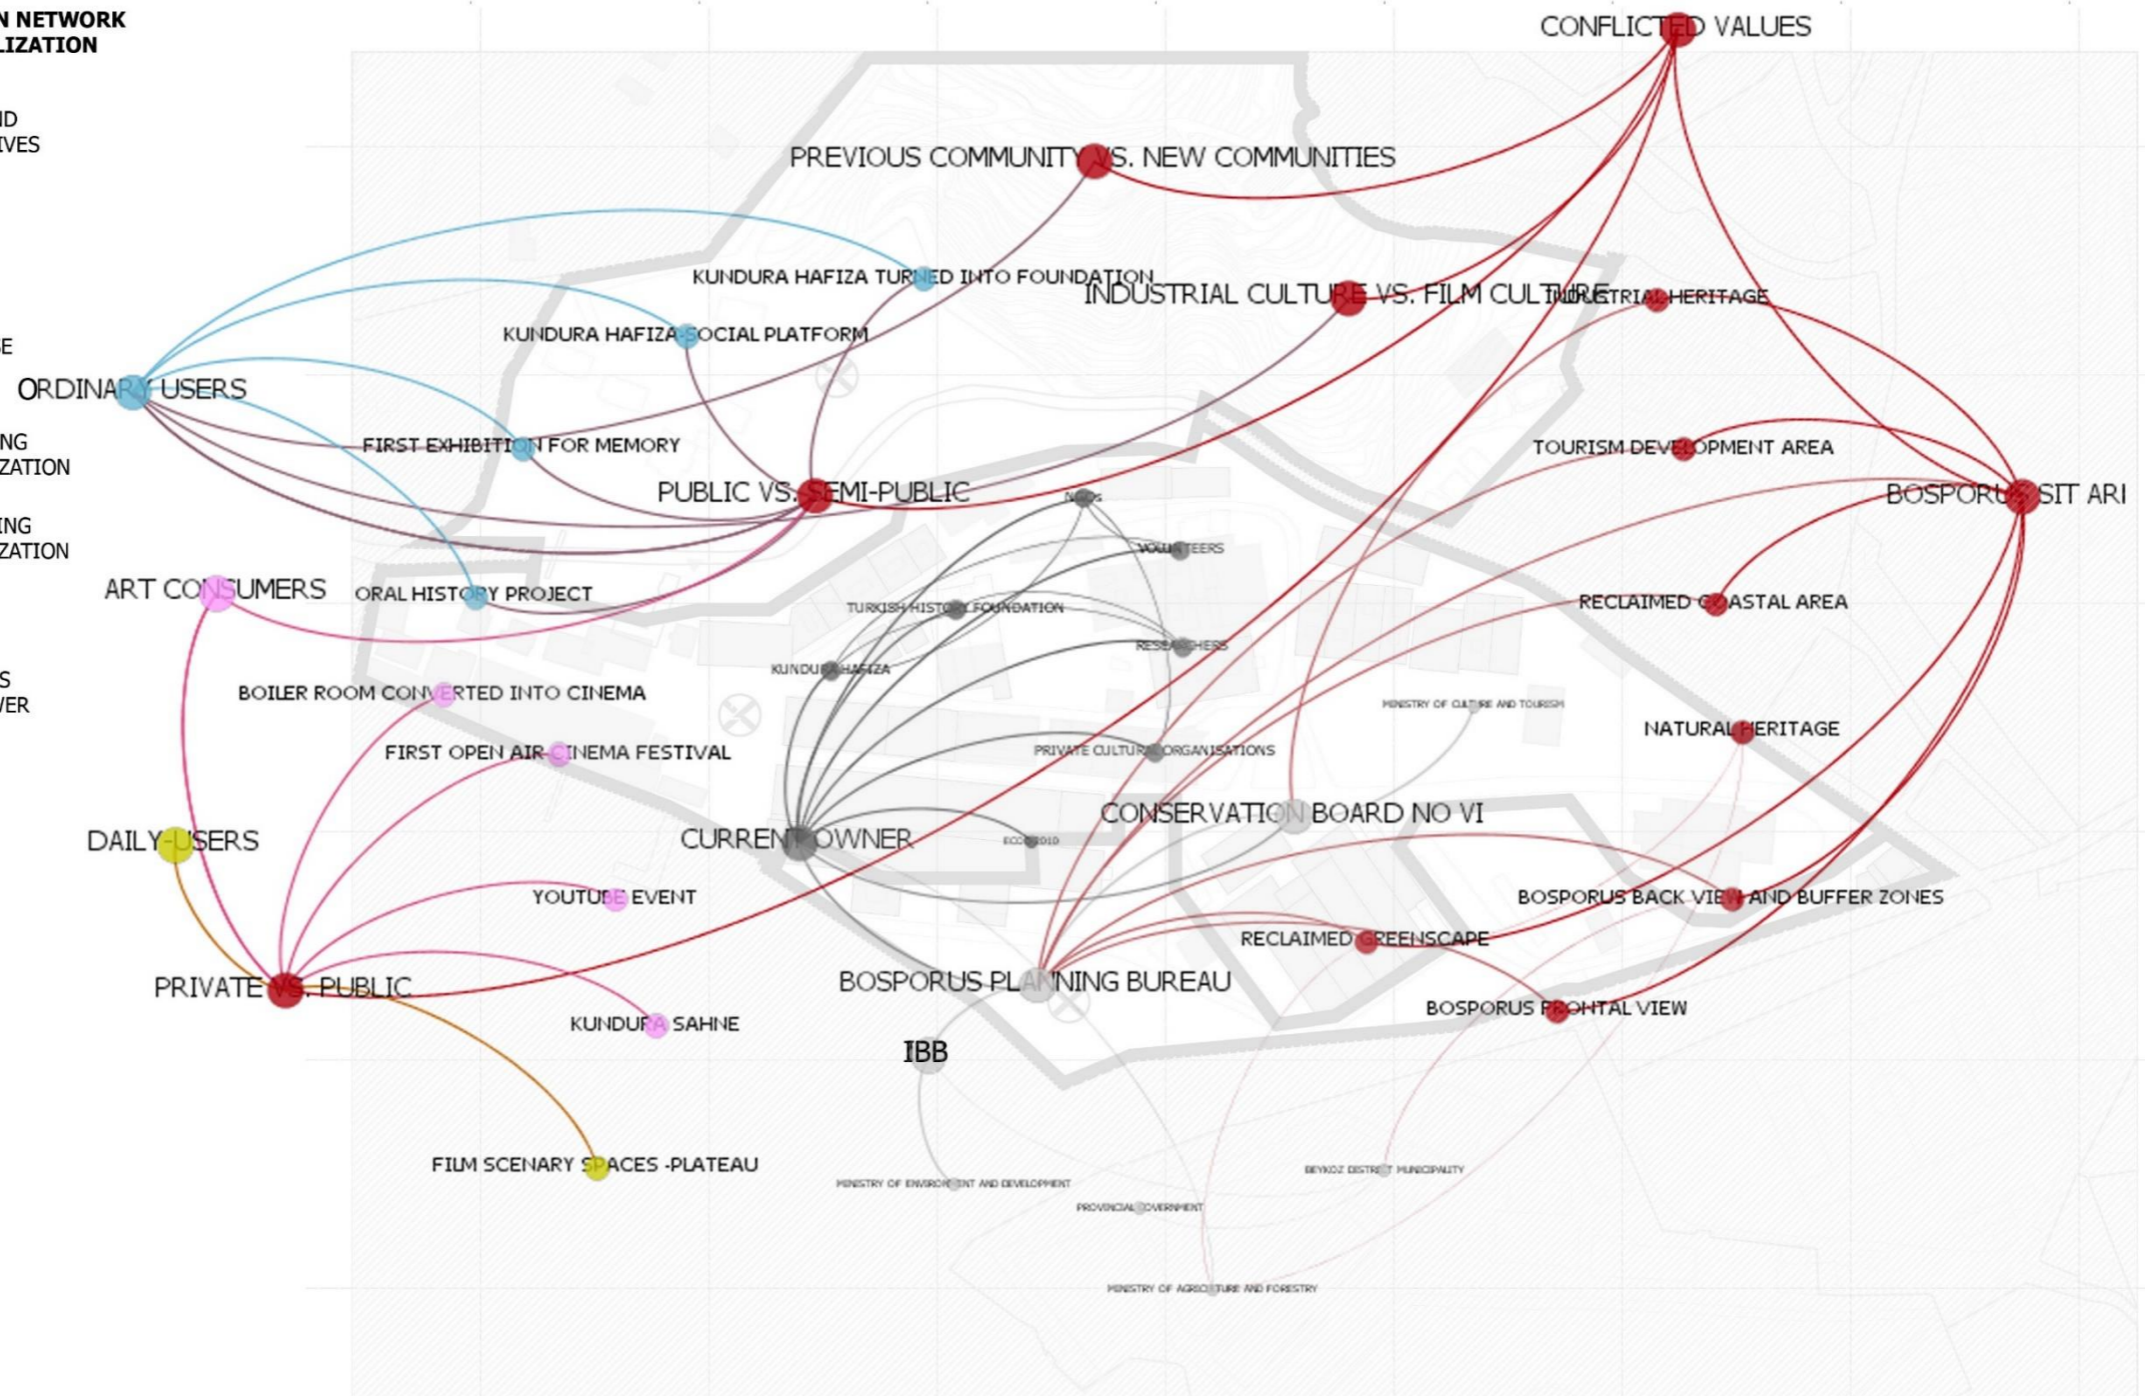 N NETWORK
LIZATION
ND
IVES
SE
NG
ZATION
ING
ZATION
S
VER
CONFLICTED VALUES
PREVIOUS COMMUNITY VS. NEW COMMUNITIES
KUNDURA HAFIZA TURNED INTO FOUNDATION
INDUSTRIAL CULTURE VS. FILM CULTURE
INDUSTRIAL HERITAGE
KUNDURA HAFIZA-SOCIAL PLATFORM
ORDINARY USERS
FIRST EXHIBITION FOR MEMORY
TOURISM DEVELOPMENT AREA
PUBLIC VS. SEMI-PUBLIC
NGOs
BOSPORUS SIT ARI
VOLUNTEERS
ART CONSUMERS
ORAL HISTORY PROJECT
TURKISH HISTORY FOUNDATION
RECLAIMED COASTAL AREA
RESEARCHERS
KUNDURA HAFIZA
BOILER ROOM CONVERTED INTO CINEMA
MINISTRY OF CULTURE AND TOURISM
NATURAL HERITAGE
FIRST OPEN AIR CINEMA FESTIVAL
PRIVATE CULTURAL ORGANISATIONS
CONSERVATION BOARD NO VI
DAILY-USERS
CURRENT OWNER
ECOC 2010
YOUTUBE EVENT
BOSPORUS BACK VIEW AND BUFFER ZONES
RECLAIMED GREENSCAPE
PRIVATE VS. PUBLIC
BOSPORUS PLANNING BUREAU
BOSPORUS FRONTAL VIEW
KUNDURA SAHNE
IBB
FILM SCENARY SPACES -PLATEAU
BEYKOZ DISTRICT MUNICIPALITY
MINISTRY OF ENVIRONMENT AND DEVELOPMENT
PROVINCIAL GOVERNMENT
MINISTRY OF AGRICULTURE AND FORESTRY